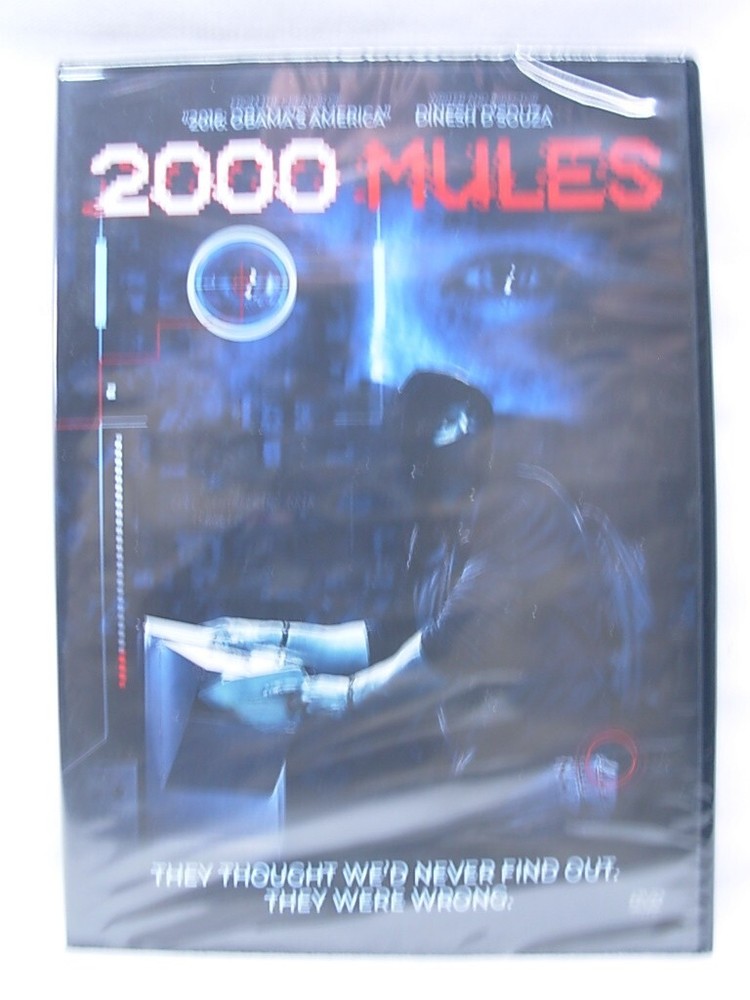 "2016: OBAMA'S AMERICA" DINESH D'SOUZA
2000 MULES
THEY THOUGHT WE'D NEVER FIND OUT.
THEY WERE WRONG.